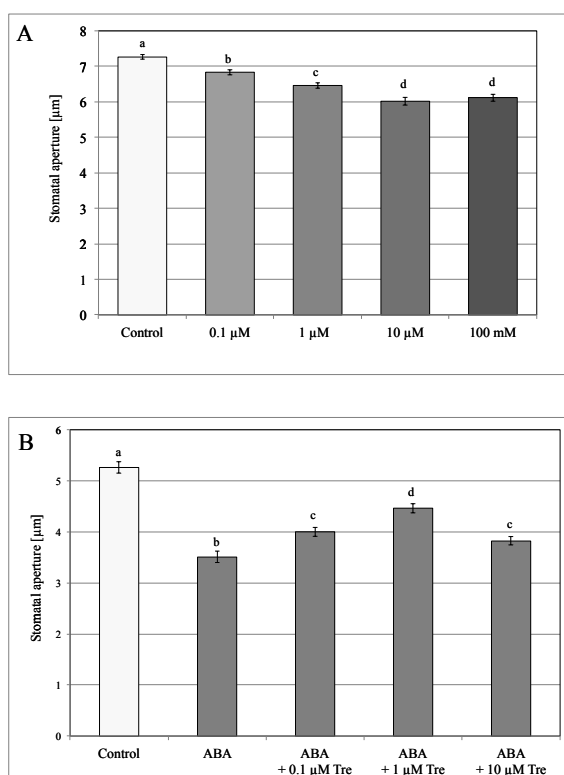 A
8
7
6
5
4
3
2
1
0
Stomatal aperture [µm]
a
b
c
d
d
Control 0.1 µM 1 µM 10 µM 100 mM
B
6
5
4
3
2
1
0
Stomatal aperture [µm]
a
b
c
d
c
Control ABA ABA ABA ABA
+ 0.1 µM Tre + 1 µM Tre + 10 µM Tre